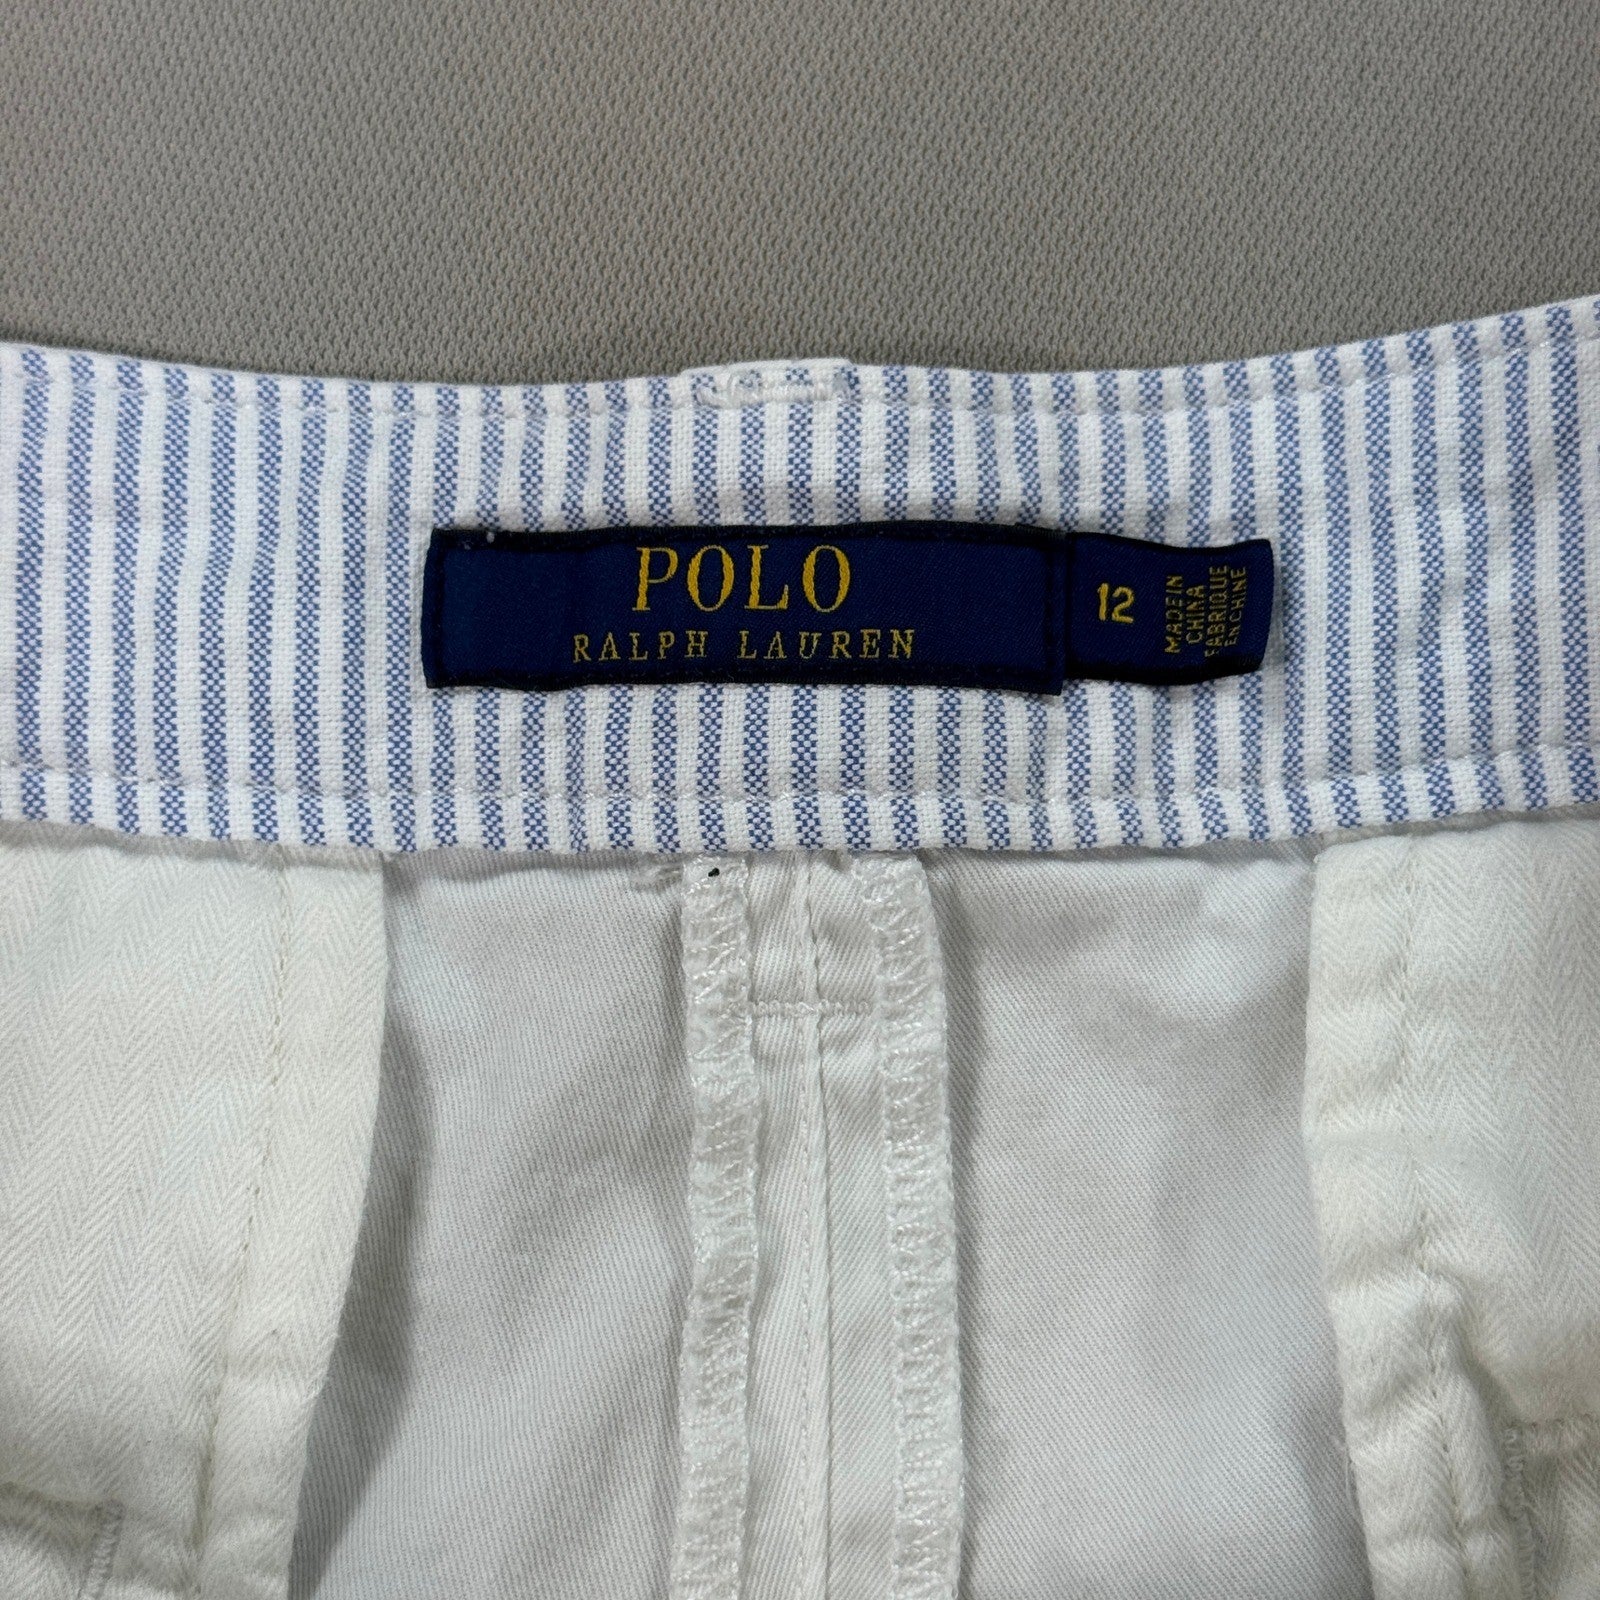 POLO
RALPH LAUREN
12
MADE IN
CHINA
FABRIQUE
EN CHINE